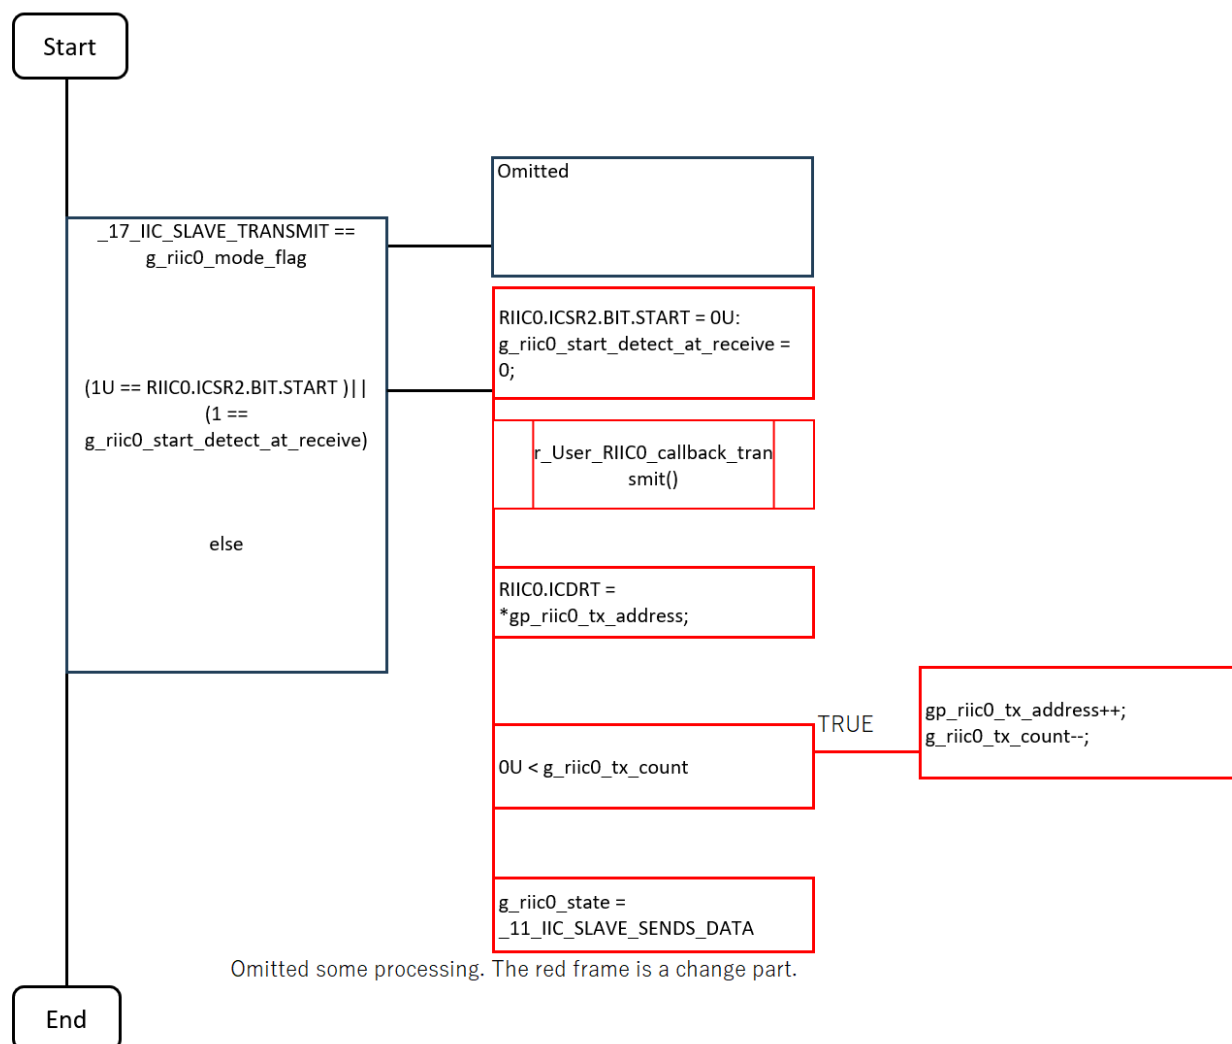 Start
Omitted
_17_IIC_SLAVE_TRANSMIT ==
g_riic0_mode_flag
RIIC0.ICSR2.BIT.START = 0U:
g_riic0_start_detect_at_receive =
0;
(1U == RIIC0.ICSR2.BIT.START )||
(1 ==
g_riic0_start_detect_at_receive)
r_User_RIIC0_callback_tran
smit()
else
RIIC0.ICDRT =
*gp_riic0_tx_address;
TRUE
gp_riic0_tx_address++;
g_riic0_tx_count--;
0U < g_riic0_tx_count
g_riic0_state =
_11_IIC_SLAVE_SENDS_DATA
Omitted some processing. The red frame is a change part.
End